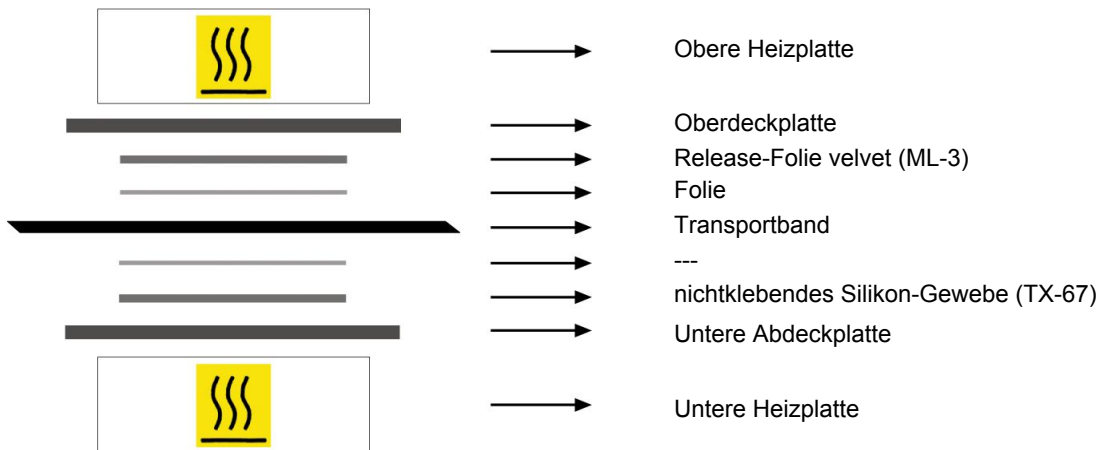 Obere Heizplatte
Oberdeckplatte
Release-Folie velvet (ML-3)
Folie
Transportband
---
nichtklebendes Silikon-Gewebe (TX-67)
Untere Abdeckplatte
Untere Heizplatte